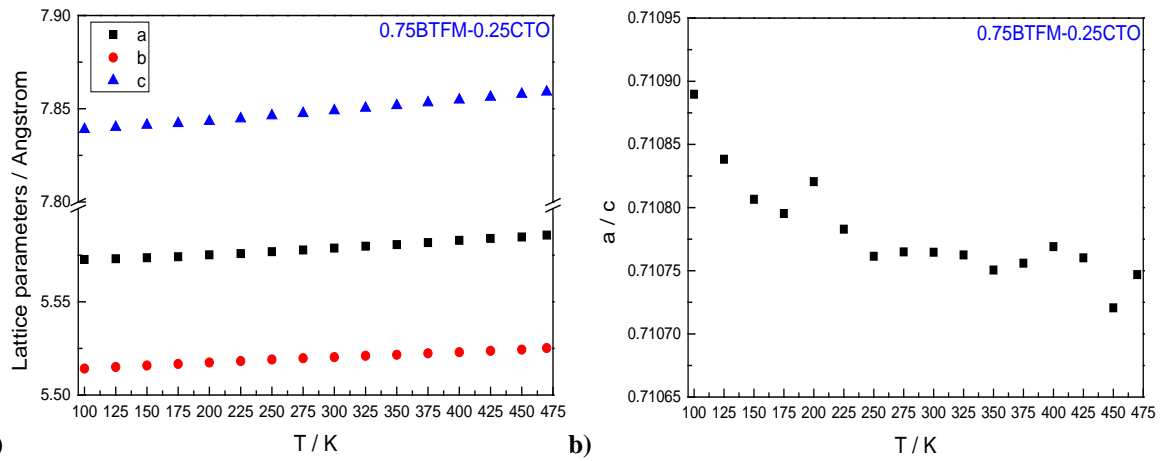 7.90
7.85
7.80
5.55
5.50
Lattice parameters / Angstrom
a
b
c
0.75BTFM-0.25CTO
100 125 150 175 200 225 250 275 300 325 350 375 400 425 450 475
T / K
)
0.71095
0.71090
0.71085
0.71080
0.71075
0.71070
0.71065
a / c
0.75BTFM-0.25CTO
100 125 150 175 200 225 250 275 300 325 350 375 400 425 450 475
T / K
b)